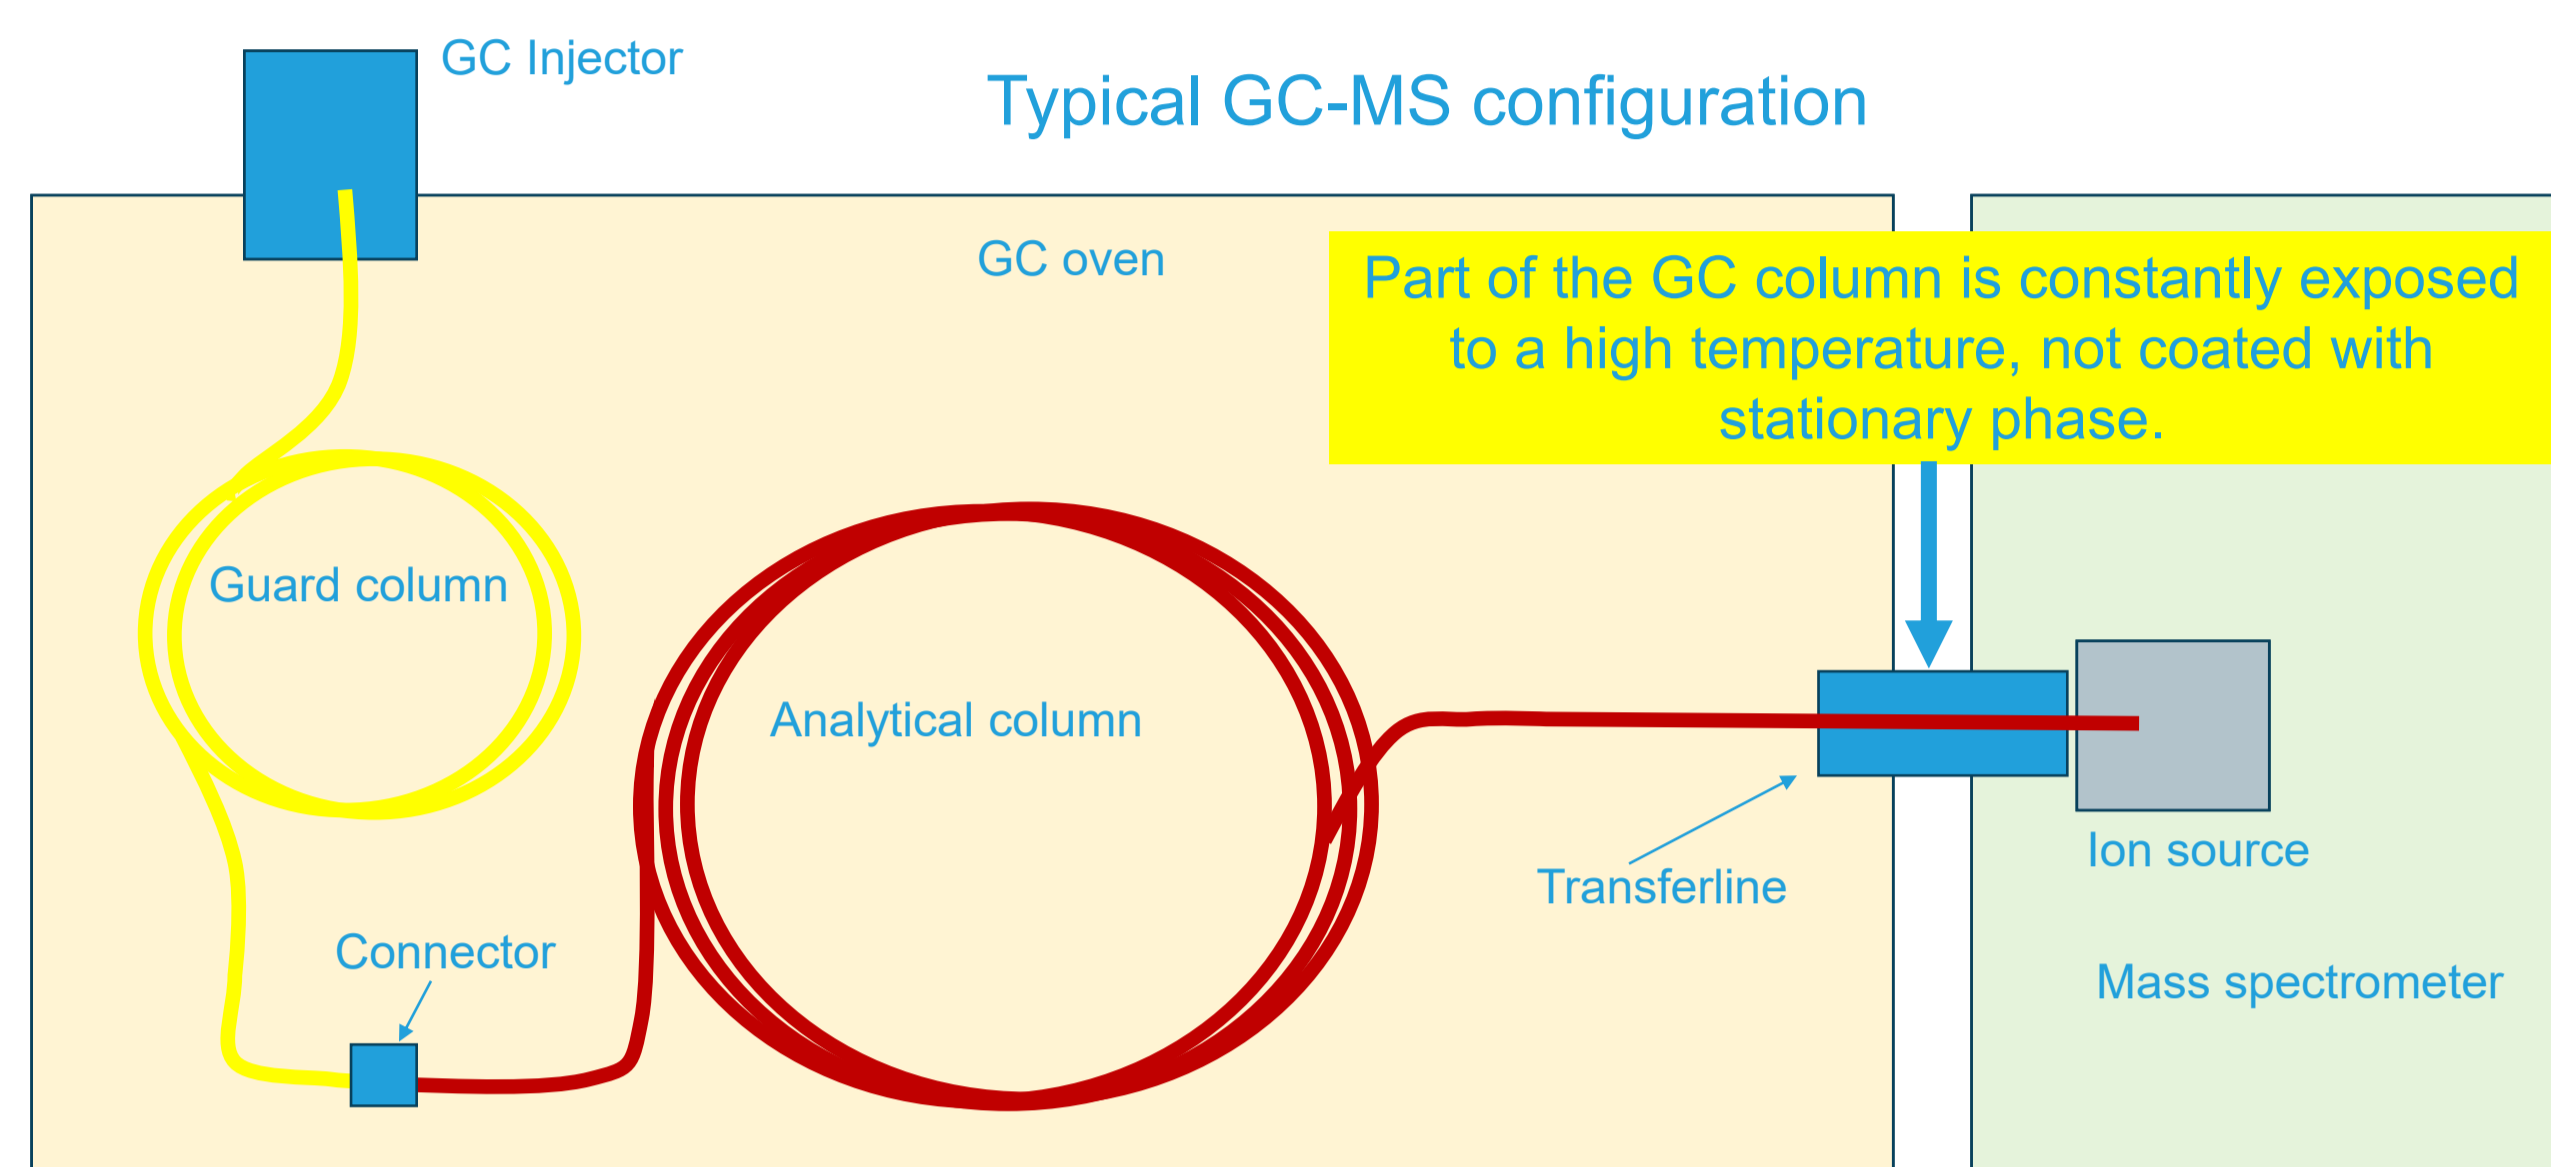 GC Injector
Typical GC-MS configuration
GC oven
Part of the GC column is constantly exposed
to a high temperature, not coated with
stationary phase.
Guard column
Analytical column
Transferline
Ion source
Connector
Mass spectrometer